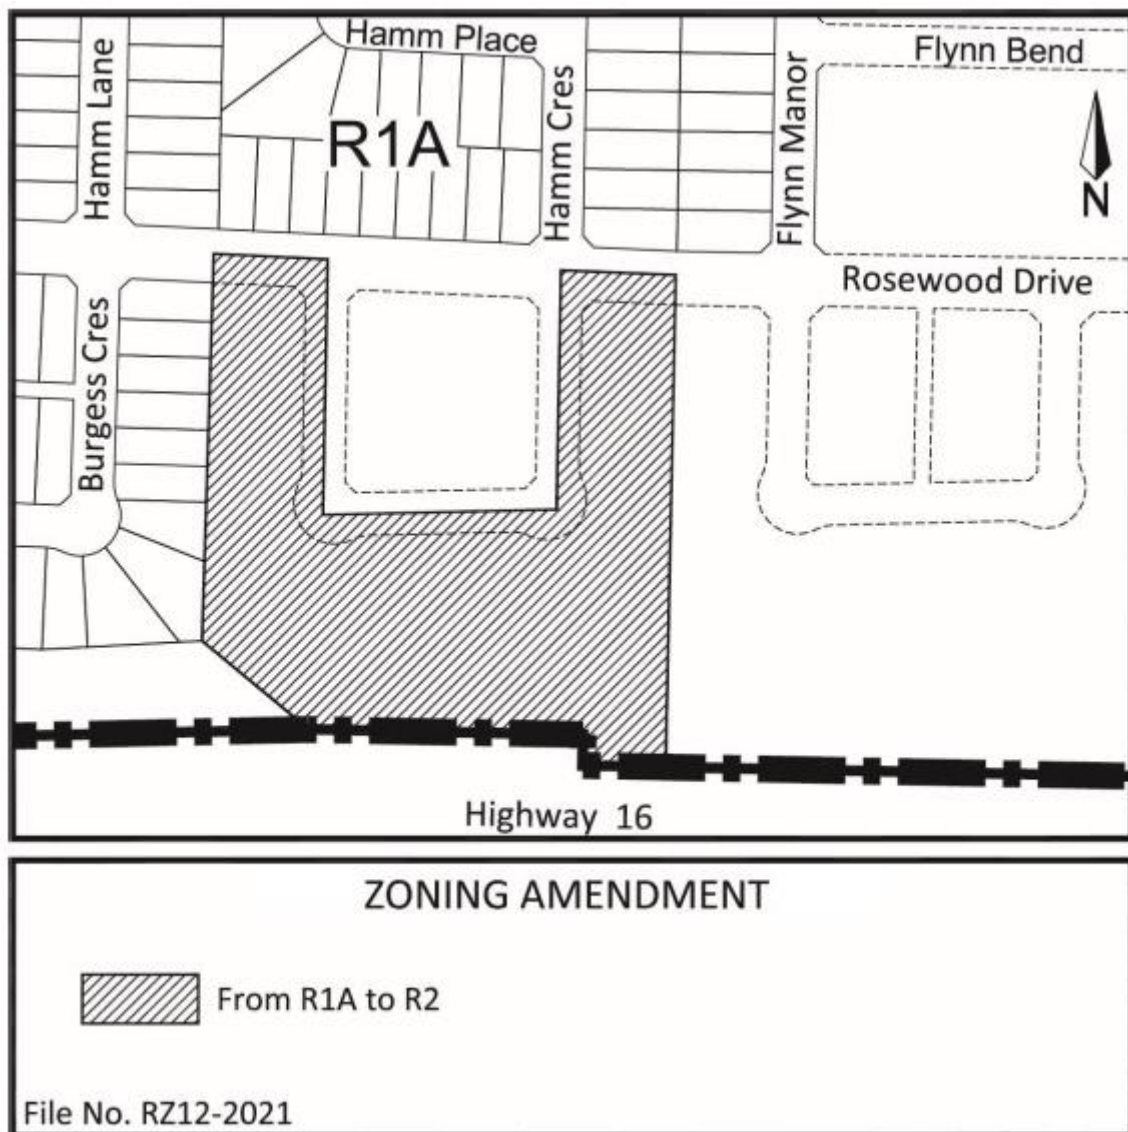 Hamm Place
Flynn Bend
Hamm Lane
R1A
Hamm Cres
Flynn Manor
N
Rosewood Drive
Burgess Cres
Highway 16
ZONING AMENDMENT
From R1A to R2
File No. RZ12-2021